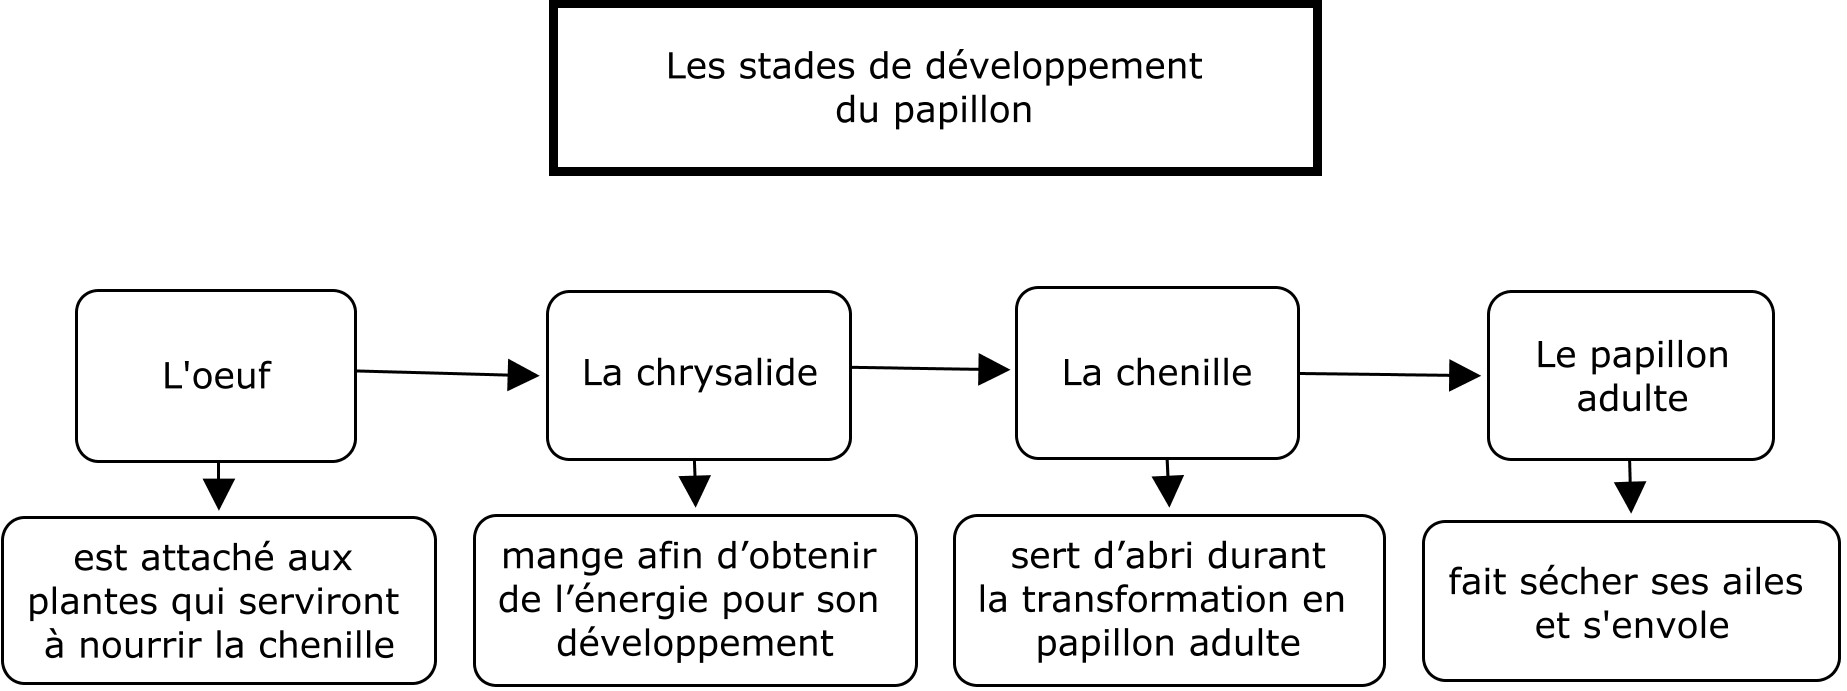 Les stades de développement
du papillon
L'oeuf
La chrysalide
La chenille
Le papillon
adulte
est attaché aux
plantes qui serviront
à nourrir la chenille
mange afin d’obtenir
de l’énergie pour son
développement
sert d’abri durant
la transformation en
papillon adulte
fait sécher ses ailes
et s'envole